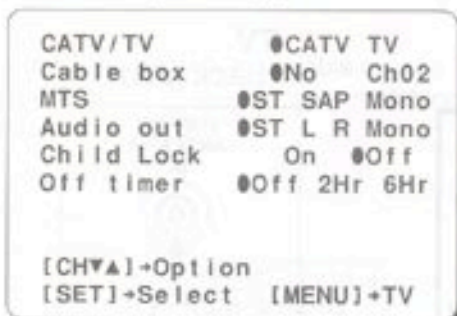 CATV/TV ●CATV TV
Cable box ●No Ch02
MTS ●ST SAP Mono
Audio out ●ST L R Mono
Child Lock On ●Off
Off timer ●Off 2Hr 6Hr
[CH▼▲]→Option
[SET]→Select [MENU]→TV